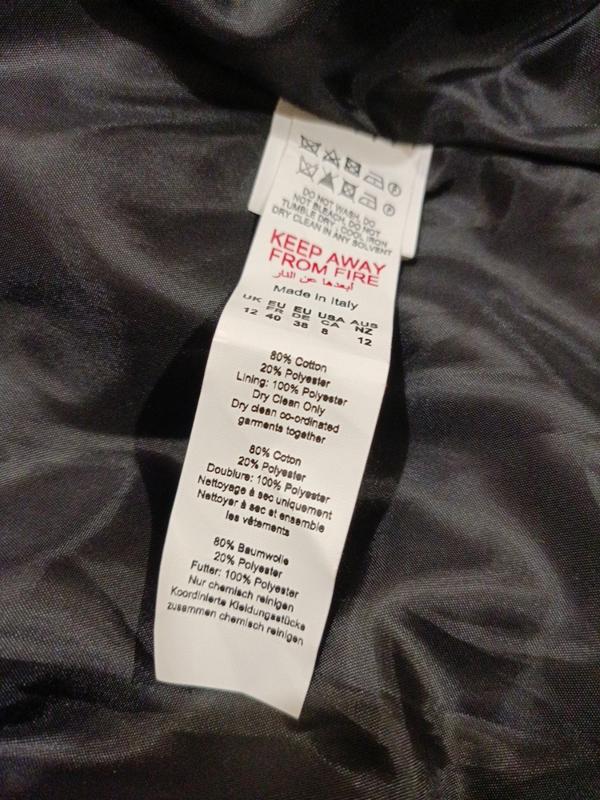 DO NOT WASH, DO
NOT BLEACH, DO NOT
TUMBLE DRY, COOL IRON
DRY CLEAN IN ANY SOLVENT
KEEP AWAY
FROM FIRE
أبعدها عن النار
Made in Italy
UK EU EU USA AUS
FR DE CA NZ
12 40 38 8 12
80% Cotton
20% Polyester
Lining: 100% Polyester
Dry Clean Only
Dry clean co-ordinated
garments together
80% Coton
20% Polyester
Doublure: 100% Polyester
Nettoyage à sec uniquement
Nettoyer à sec et ensemble
les vêtements
80% Baumwolle
20% Polyester
Futter: 100% Polyester
Nur chemisch reinigen
Koordinierte Kleidungsstücke
zusammen chemisch reinigen